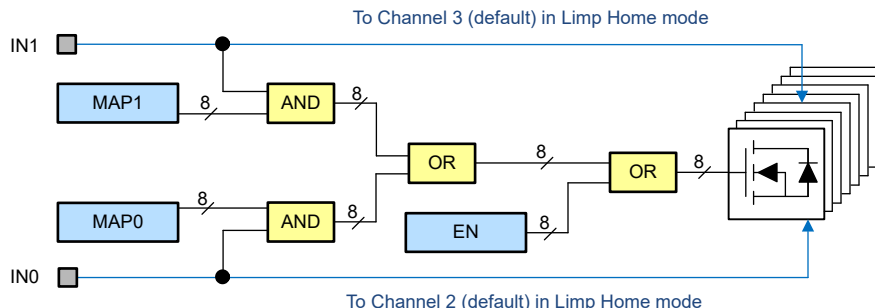 To Channel 3 (default) in Limp Home mode
IN1
MAP1
8
AND
8
OR
8
OR
8
MAP0
8
AND
8
EN
8
IN0
To Channel 2 (default) in Limp Home mode